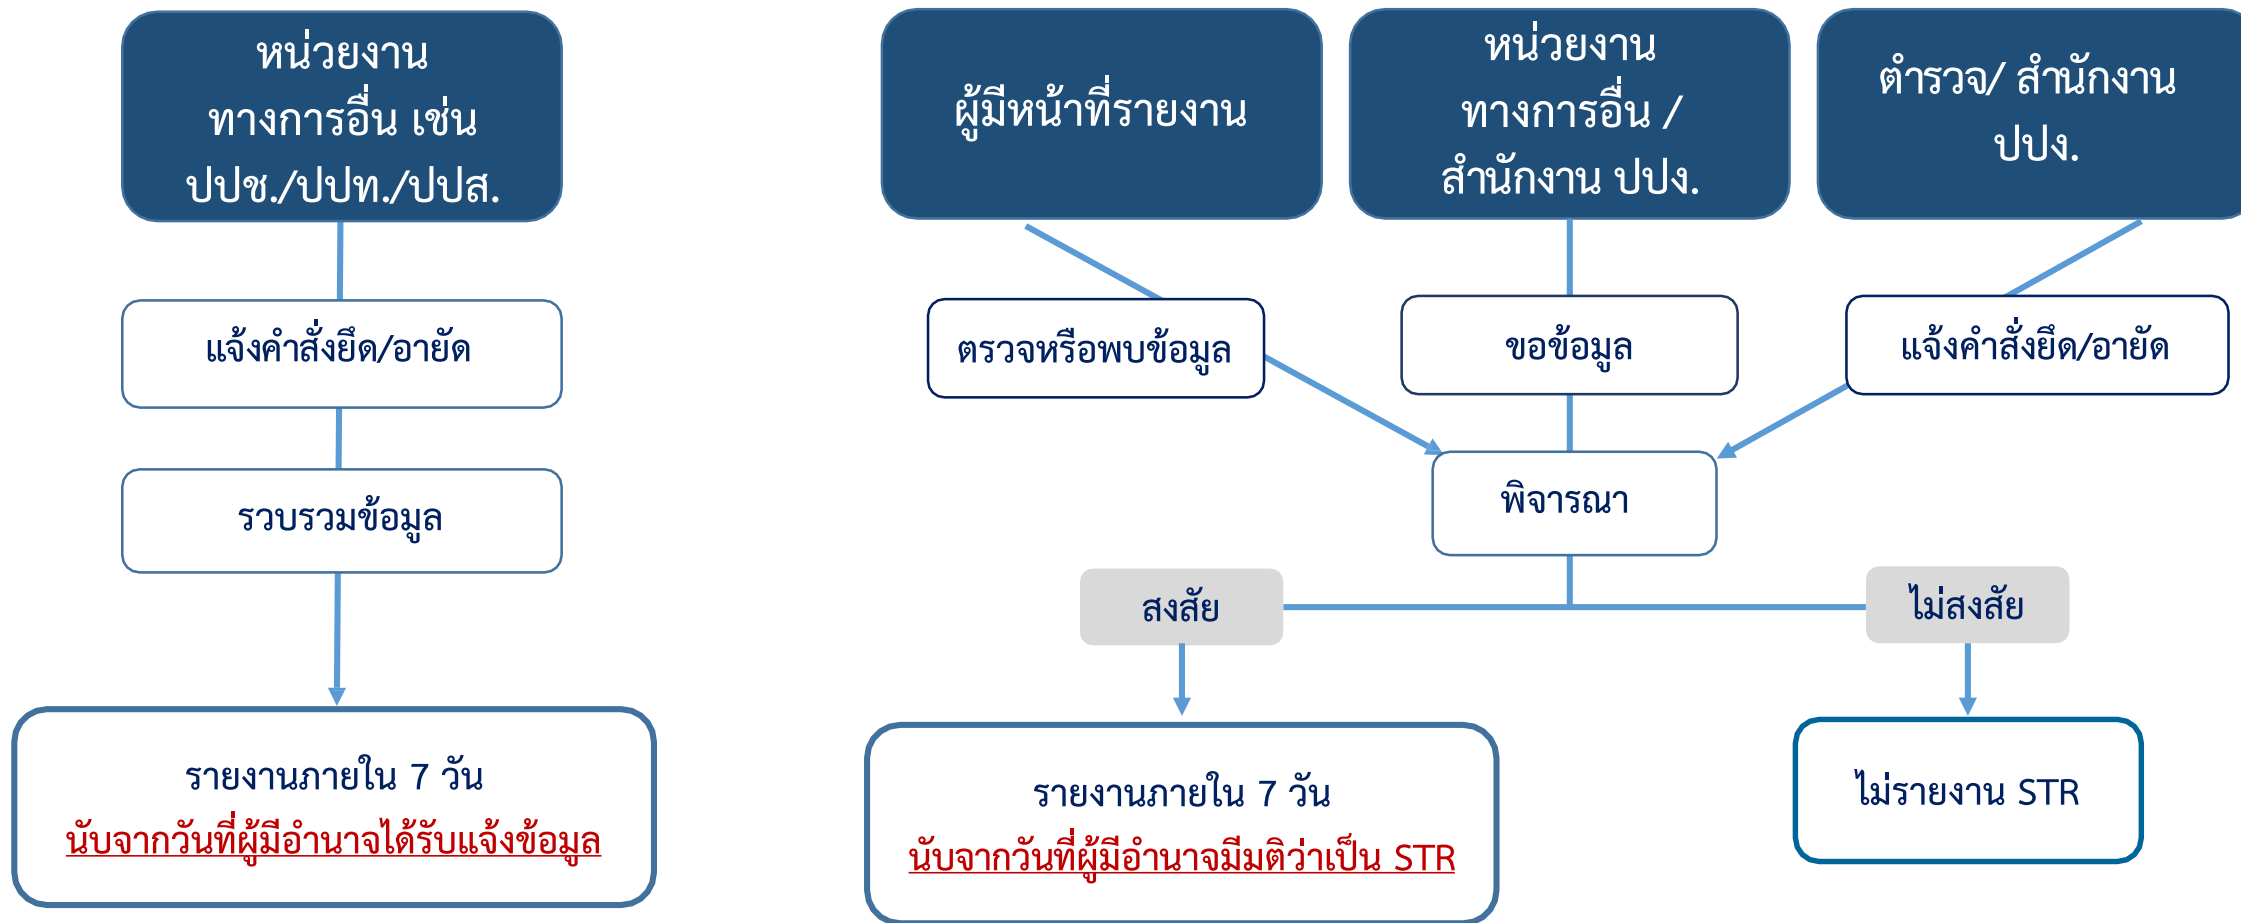 หน่วยงาน
ทางการอื่น เช่น
ปปช./ปปท./ปปส.
แจ้งคำสั่งยึด/อายัด
รวบรวมข้อมูล
รายงานภายใน 7 วัน
นับจากวันที่ผู้มีอำนาจได้รับแจ้งข้อมูล
ผู้มีหน้าที่รายงาน
หน่วยงาน
ทางการอื่น /
สำนักงาน ปปง.
ตำรวจ/ สำนักงาน
ปปง.
ตรวจหรือพบข้อมูล
ขอข้อมูล
แจ้งคำสั่งยึด/อายัด
พิจารณา
สงสัย
ไม่สงสัย
รายงานภายใน 7 วัน
นับจากวันที่ผู้มีอำนาจมีมติว่าเป็น STR
ไม่รายงาน STR